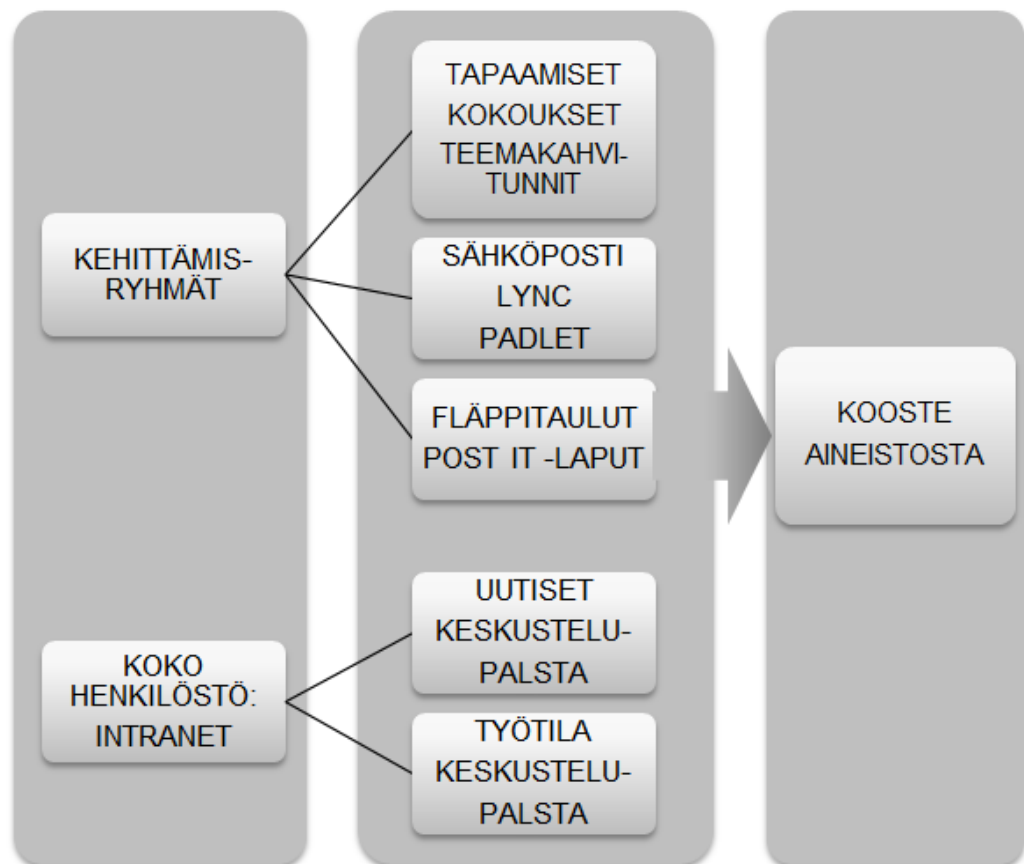 KEHITTÄMIS-
RYHMÄT
TAPAAMISET
KOKOUKSET
TEEMAKAHVI-
TUNNIT
SÄHKÖPOSTI
LYNC
PADLET
FLÄPPITAULUT
POST IT -LAPUT
KOKO
HENKILÖSTÖ:
INTRANET
UUTISET
KESKUSTELU-
PALSTA
TYÖTILA
KESKUSTELU-
PALSTA
KOOSTE
AINEISTOSTA